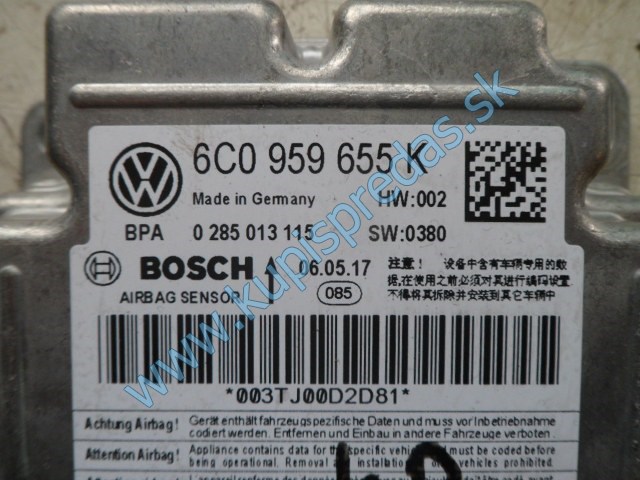 6C0 959 655 K
Made in Germany HW:002
BPA 0 285 013 115 SW:0380
BOSCH 06.05.17
AIRBAG SENSOR 085
注意! 设备中含有车辆专用的数
据,在使用之前必须对其进行编码设置
不得将其拆除并安装到其它车辆中
*003TJ00D2D81*
Achtung Airbag! Gerät enthält fahrzeugspezifische Daten und muss vor Inbetriebnahme
codiert werden. Entfernen und Einbau in andere Fahrzeuge verboten.
Attention Airbag! Appliance contains data for the specific vehicle and must be coded before
being operational. Removal and installation vehicles prohibited.
www.kupispredas.sk